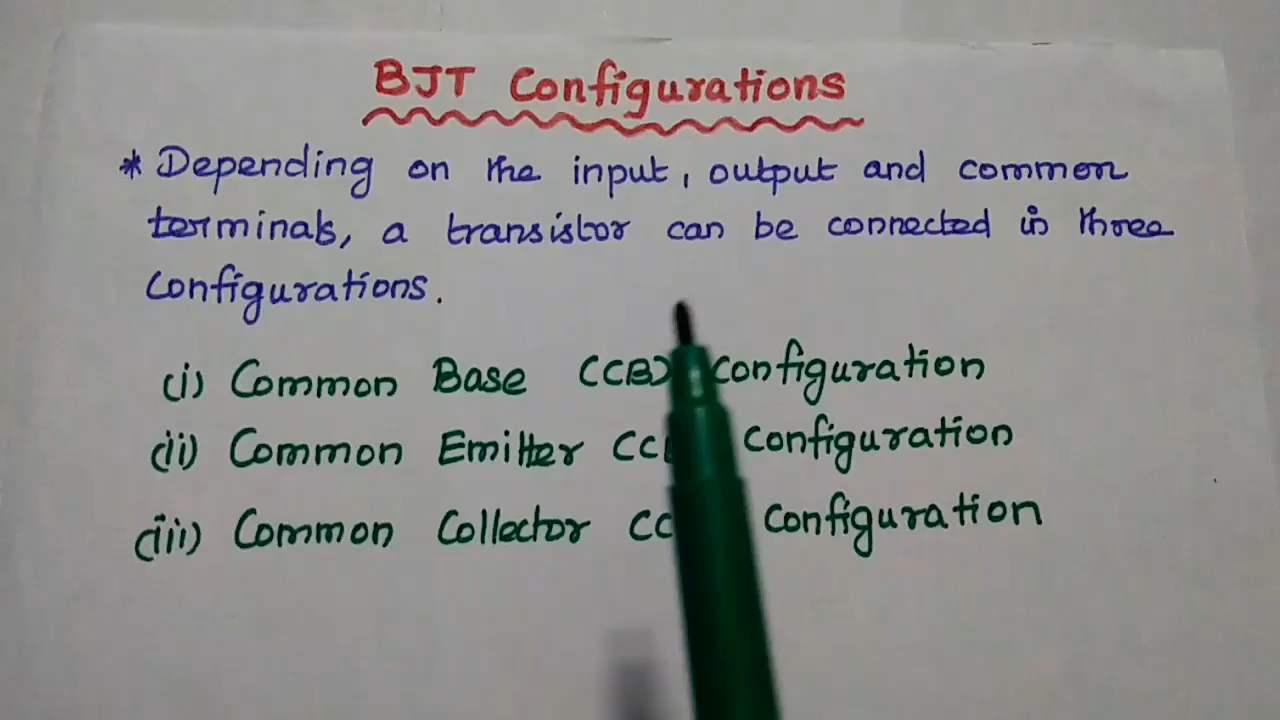 BJT Configurations
* Depending on the input, output and common
terminals, a transistor can be connected in three
configurations.
(i) Common Base (CB) configuration
(ii) Common Emitter configuration
(iii) Common Collector configuration